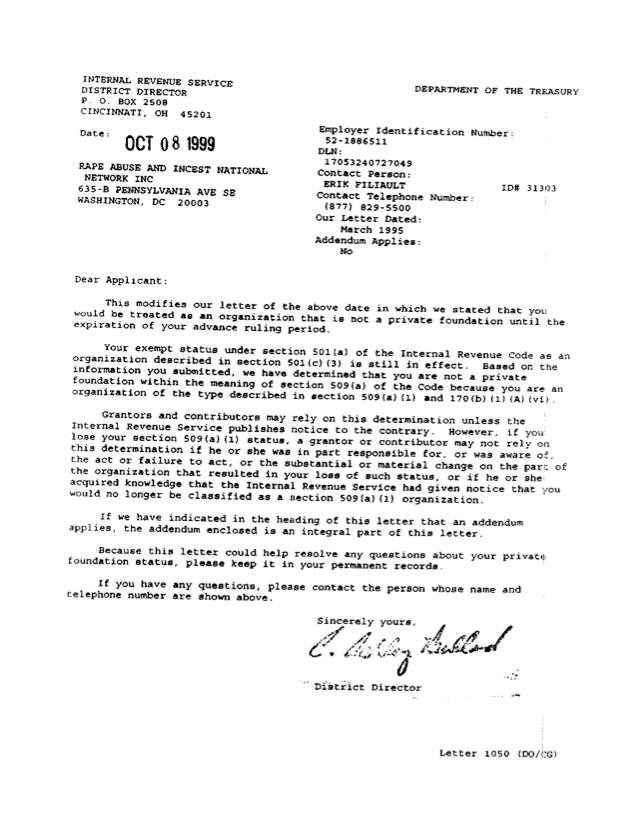 INTERNAL REVENUE SERVICE
DISTRICT DIRECTOR
P. O. BOX 2508
CINCINNATI, OH 45201
DEPARTMENT OF THE TREASURY
Date: OCT 08 1999
RAPE ABUSE AND INCEST NATIONAL
NETWORK INC
635-B PENNSYLVANIA AVE SE
WASHINGTON, DC 20003
Employer Identification Number:
52-1886511
DLN:
17053240727049
Contact Person:
ERIK FILIAULT ID# 31303
Contact Telephone Number:
(877) 829-5500
Our Letter Dated:
March 1995
Addendum Applies:
No
Dear Applicant:
This modifies our letter of the above date in which we stated that you
would be treated as an organization that is not a private foundation until the
expiration of your advance ruling period.
Your exempt status under section 501(a) of the Internal Revenue Code as an
organization described in section 501(c)(3) is still in effect. Based on the
information you submitted, we have determined that you are not a private
foundation within the meaning of section 509(a) of the Code because you are an
organization of the type described in section 509(a)(1) and 170(b)(1)(A)(vi).
Grantors and contributors may rely on this determination unless the
Internal Revenue Service publishes notice to the contrary. However, if you
lose your section 509(a)(1) status, a grantor or contributor may not rely on
this determination if he or she was in part responsible for, or was aware of,
the act or failure to act, or the substantial or material change on the part of
the organization that resulted in your loss of such status, or if he or she
acquired knowledge that the Internal Revenue Service had given notice that you
would no longer be classified as a section 509(a)(1) organization.
If we have indicated in the heading of this letter that an addendum
applies, the addendum enclosed is an integral part of this letter.
Because this letter could help resolve any questions about your private
foundation status, please keep it in your permanent records.
If you have any questions, please contact the person whose name and
telephone number are shown above.
Sincerely yours,
District Director
Letter 1050 (DO/CG)